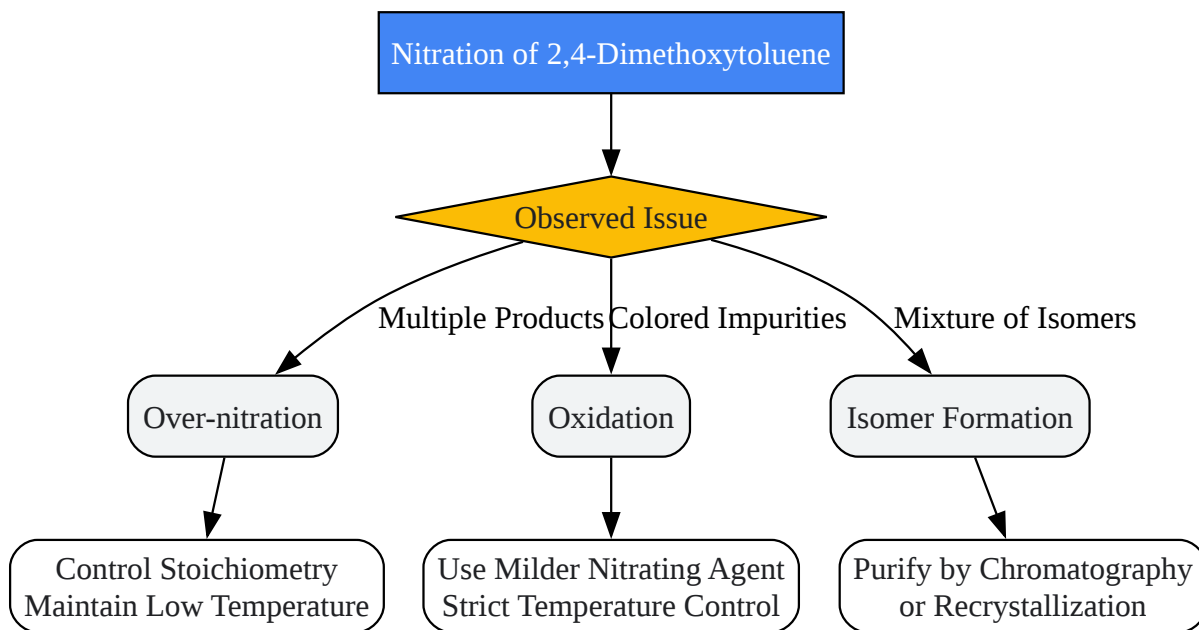 Nitration of 2,4-Dimethoxytoluene
Observed Issue
Multiple Products
Colored Impurities
Mixture of Isomers
Over-nitration
Oxidation
Isomer Formation
Control Stoichiometry
Maintain Low Temperature
Use Milder Nitrating Agent
Strict Temperature Control
Purify by Chromatography
or Recrystallization